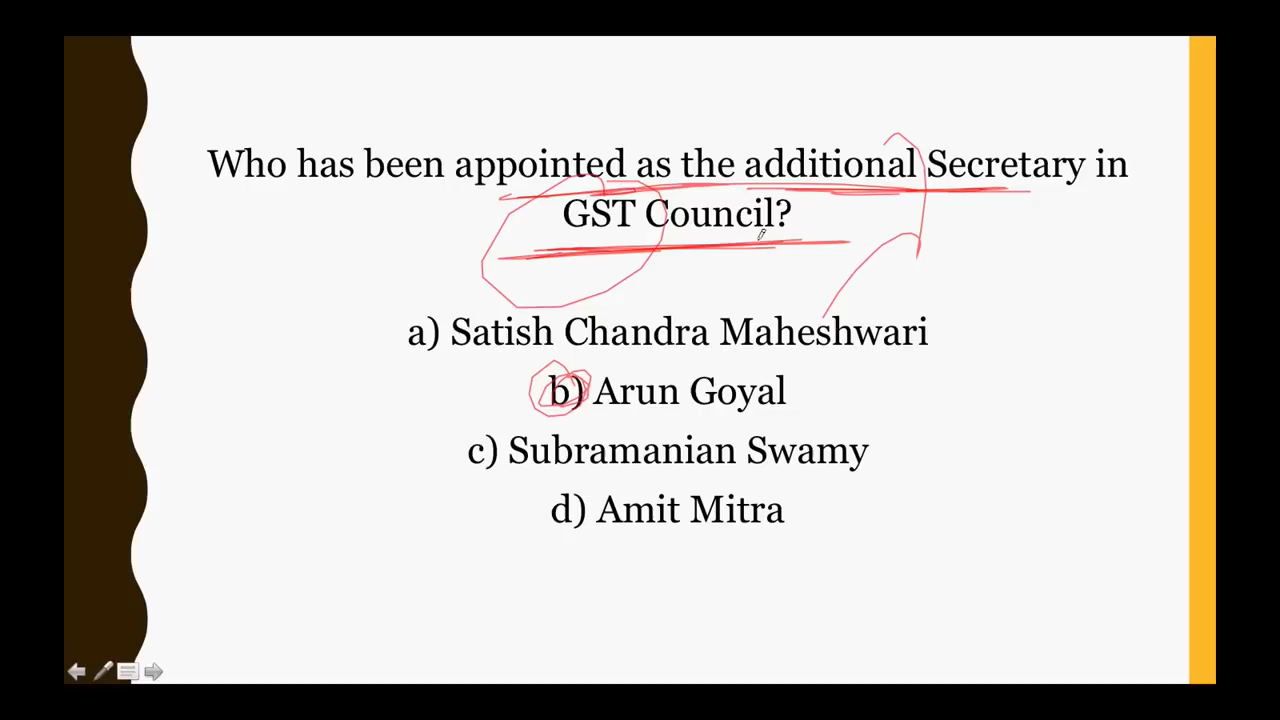 Who has been appointed as the additional Secretary in
GST Council?
a) Satish Chandra Maheshwari
b) Arun Goyal
c) Subramanian Swamy
d) Amit Mitra